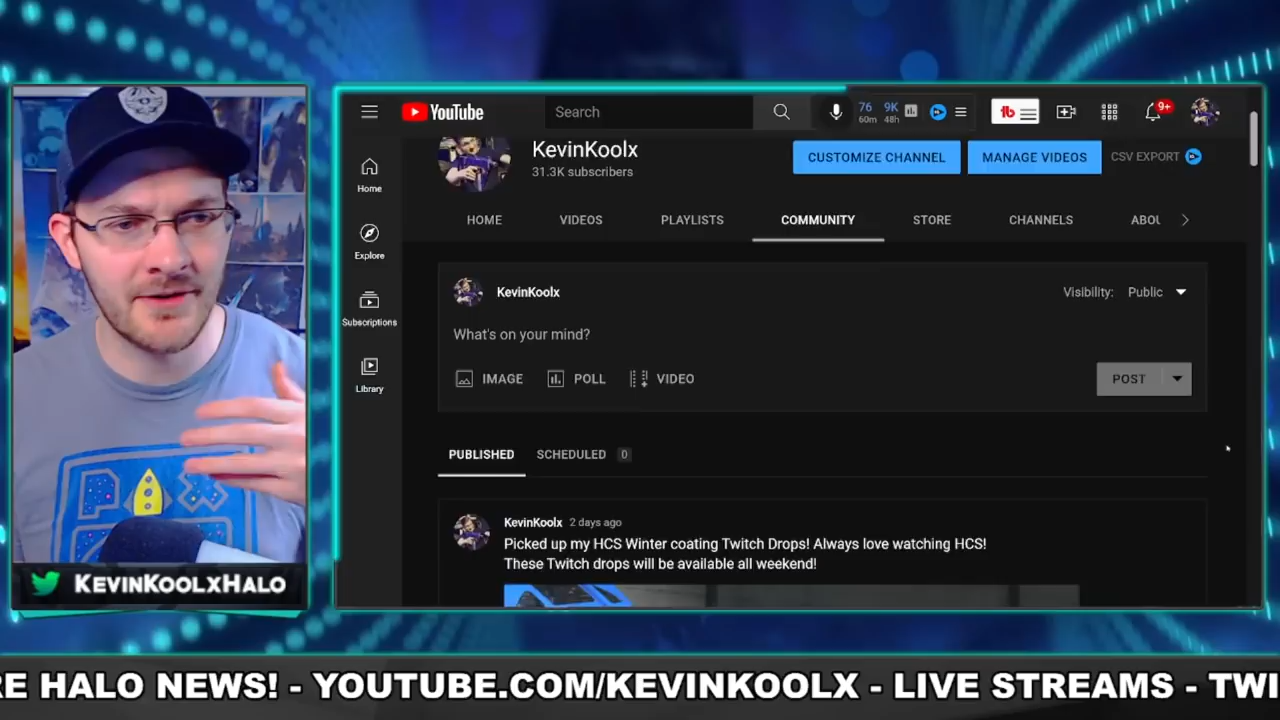 YouTube
Search
76
60m
9K
48h
9+
Home
Explore
Subscriptions
Library
KevinKoolx
31.3K subscribers
CUSTOMIZE CHANNEL
MANAGE VIDEOS
CSV EXPORT
HOME
VIDEOS
PLAYLISTS
COMMUNITY
STORE
CHANNELS
ABOU
KevinKoolx
Visibility: Public
What's on your mind?
IMAGE
POLL
VIDEO
POST
PUBLISHED
SCHEDULED 0
KevinKoolx 2 days ago
Picked up my HCS Winter coating Twitch Drops! Always love watching HCS!
These Twitch drops will be available all weekend!
PAX
KEVINKOOLXHALO
RE HALO NEWS! - YOUTUBE.COM/KEVINKOOLX - LIVE STREAMS - TWI